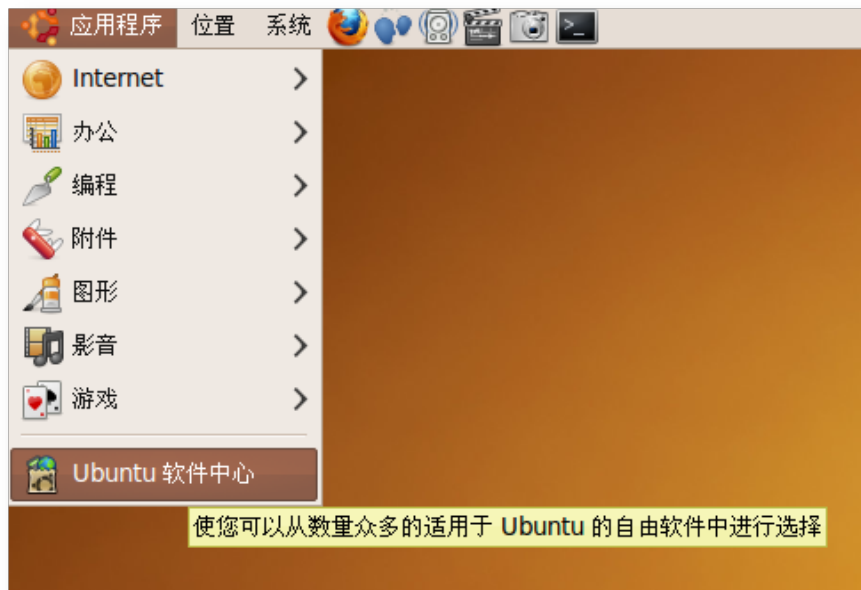 应用程序 位置 系统
Internet
办公
编程
附件
图形
影音
游戏
Ubuntu 软件中心
使您可以从数量众多的适用于 Ubuntu 的自由软件中进行选择